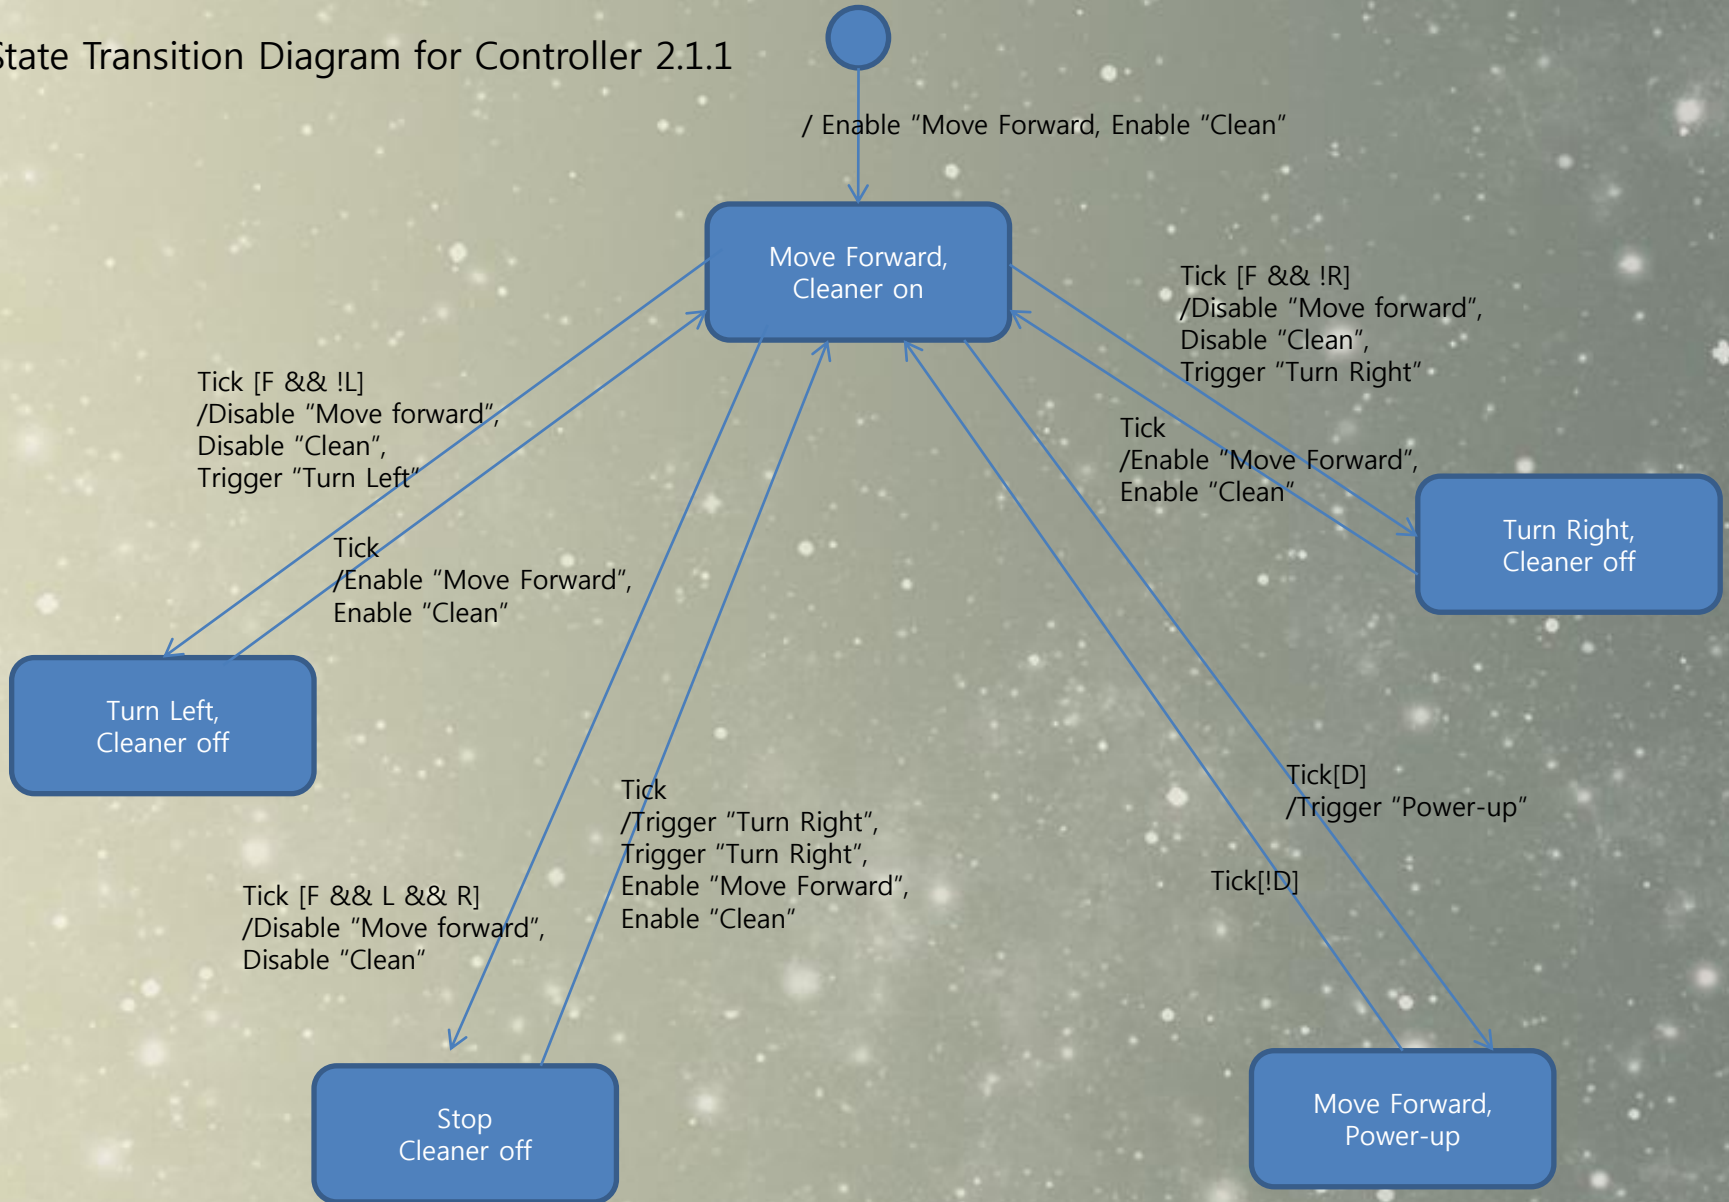 State Transition Diagram for Controller 2.1.1
/ Enable “Move Forward, Enable “Clean”
Move Forward,
Cleaner on
Tick [F && !R]
/Disable “Move forward”,
Disable “Clean”,
Trigger “Turn Right”
Tick [F && !L]
/Disable “Move forward”,
Disable “Clean”,
Trigger “Turn Left”
Tick
/Enable “Move Forward”,
Enable “Clean”
Turn Right,
Cleaner off
Tick
/Enable “Move Forward”,
Enable “Clean”
Turn Left,
Cleaner off
Tick
/Trigger “Turn Right”,
Trigger “Turn Right”,
Enable “Move Forward”,
Enable “Clean”
Tick[D]
/Trigger “Power-up”
Tick[!D]
Tick [F && L && R]
/Disable “Move forward”,
Disable “Clean”
Stop
Cleaner off
Move Forward,
Power-up